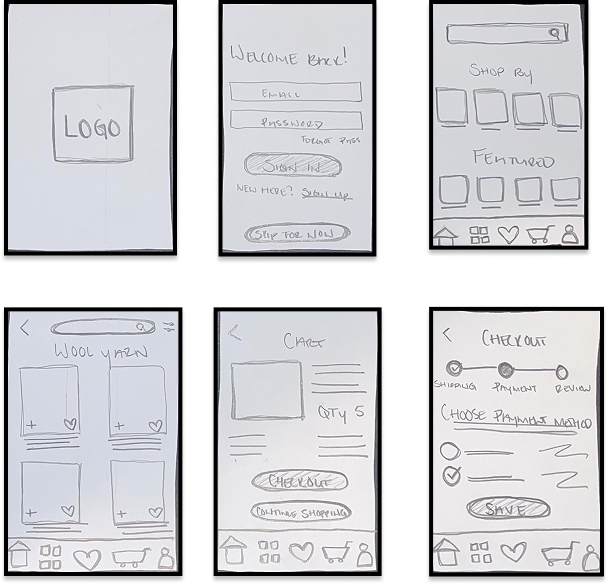 LOGO
WELCOME BACK!
EMAIL
PASSWORD
FORGOT PASS
SIGN IN
NEW HERE? SIGN UP
SKIP FOR NOW
SHOP BY
FEATURED
WOOL YARN
CART
QTY 5
CHECKOUT
CONTINUE SHOPPING
CHECKOUT
SHIPPING PAYMENT REVIEW
CHOOSE PAYMENT METHOD
SAVE